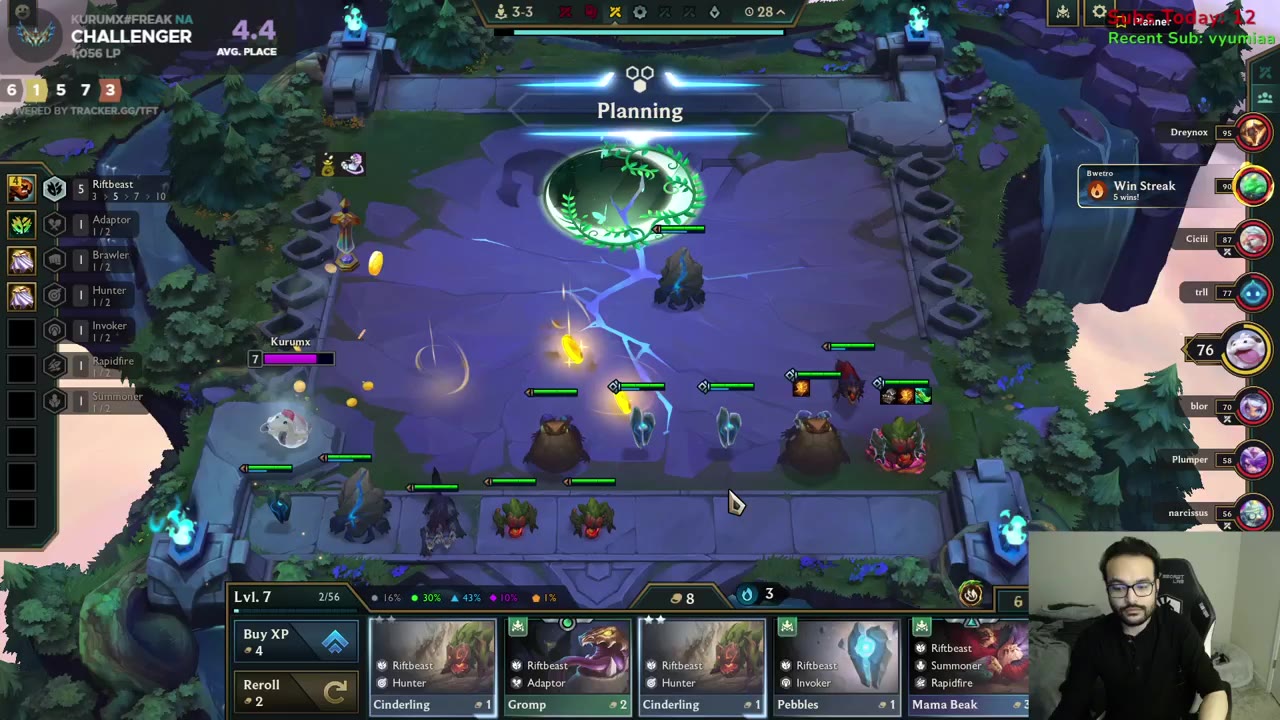 KURUMX#FREAK NA
CHALLENGER
1,056 LP
4.4
AVG. PLACE
6 1 5 7 3
POWERED BY TRACKER.GG/TFT
3-3
28
Subs Today: 12
Planner
Recent Sub: vyumiaa
Planning
4
5 Riftbeast
3 > 5 > 7 > 10
1 Adaptor
1 / 2
1 Brawler
1 / 2
1 Hunter
1 / 2
1 Invoker
1 / 2
1 Rapidfire
1 / 2
1 Summoner
1 / 2
Dreynox 95
Bwetro
Win Streak
5 wins!
90
Ciciii 87
trll 77
76
blor 70
Plumper 58
narcissus 56
Kurumx
7
Lvl. 7
2/56
16% 30% 43% 10% 1%
8
3
6
Buy XP
4
Reroll
2
Riftbeast
Hunter
Cinderling 1
Riftbeast
Adaptor
Gromp 2
Riftbeast
Hunter
Cinderling 1
Riftbeast
Invoker
Pebbles 1
Riftbeast
Summoner
Rapidfire
Mama Beak 3
SECRET LAB